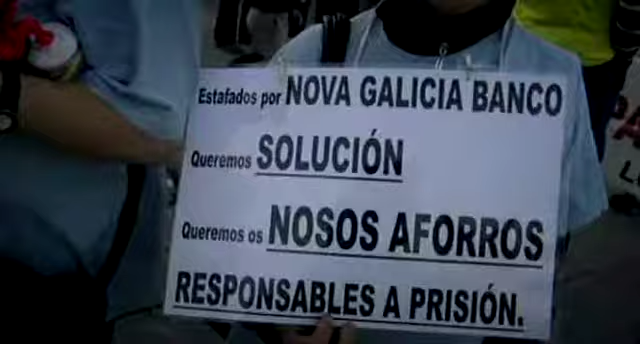 Estafados por NOVA GALICIA BANCO
Queremos SOLUCIÓN
Queremos os NOSOS AFORROS
RESPONSABLES A PRISIÓN.